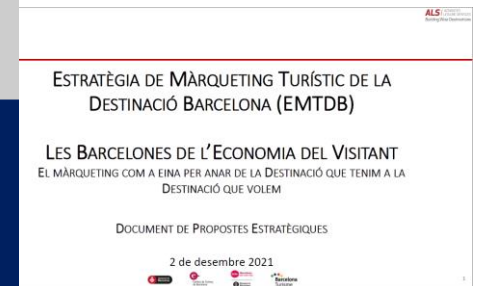 ALS
ESTRATÈGIA DE MÀRQUETING TURÍSTIC DE LA
DESTINACIÓ BARCELONA (EMTDB)
LES BARCELONES DE L'ECONOMIA DEL VISITANT
EL MÀRQUETING COM A EINA PER ANAR DE LA DESTINACIÓ QUE TENIM A LA
DESTINACIÓ QUE VOLEM
DOCUMENT DE PROPOSTES ESTRATÈGIQUES
2 de desembre 2021
Barcelona
Turisme